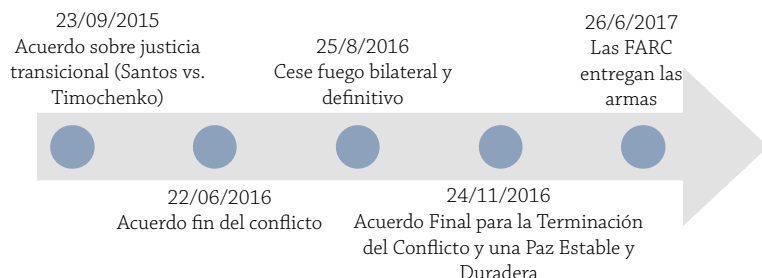 23/09/2015
Acuerdo sobre justicia
transicional (Santos vs.
Timochenko)
22/06/2016
Acuerdo fin del conflicto
25/8/2016
Cese fuego bilateral y
definitivo
24/11/2016
Acuerdo Final para la Terminación
del Conflicto y una Paz Estable y
Duradera
26/6/2017
Las FARC
entregan las
armas